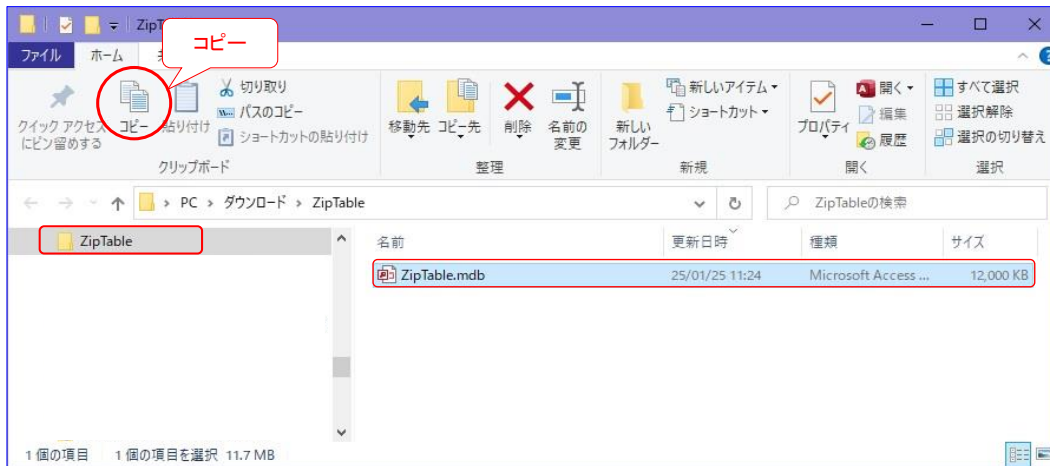 ZipT
コピー
ファイル ホーム
クイック アクセス
にピン留めする
コピー
貼り付け
切り取り
パスのコピー
ショートカットの貼り付け
クリップボード
移動先
コピー先
削除
名前の
変更
整理
新しい
フォルダー
新しいアイテム
ショートカット
新規
プロパティ
開く
編集
履歴
開く
すべて選択
選択解除
選択の切り替え
選択
PC > ダウンロード > ZipTable
ZipTableの検索
ZipTable
名前 更新日時 種類 サイズ
ZipTable.mdb 25/01/25 11:24 Microsoft Access ... 12,000 KB
1 個の項目 1 個の項目を選択 11.7 MB